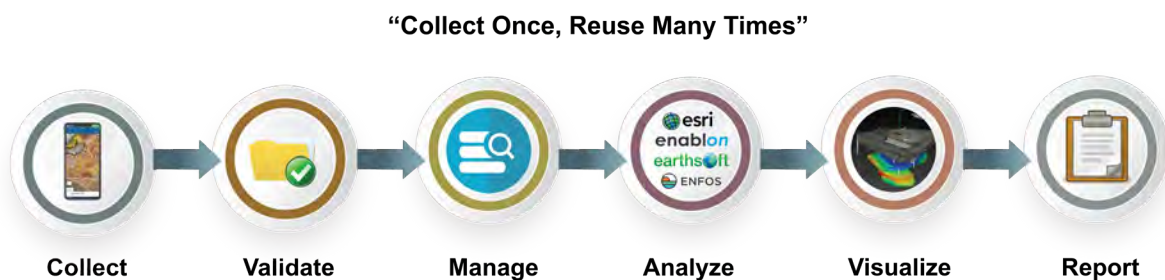 “Collect Once, Reuse Many Times”
esri
enablon
earthsoft
ENFOS
Collect
Validate
Manage
Analyze
Visualize
Report